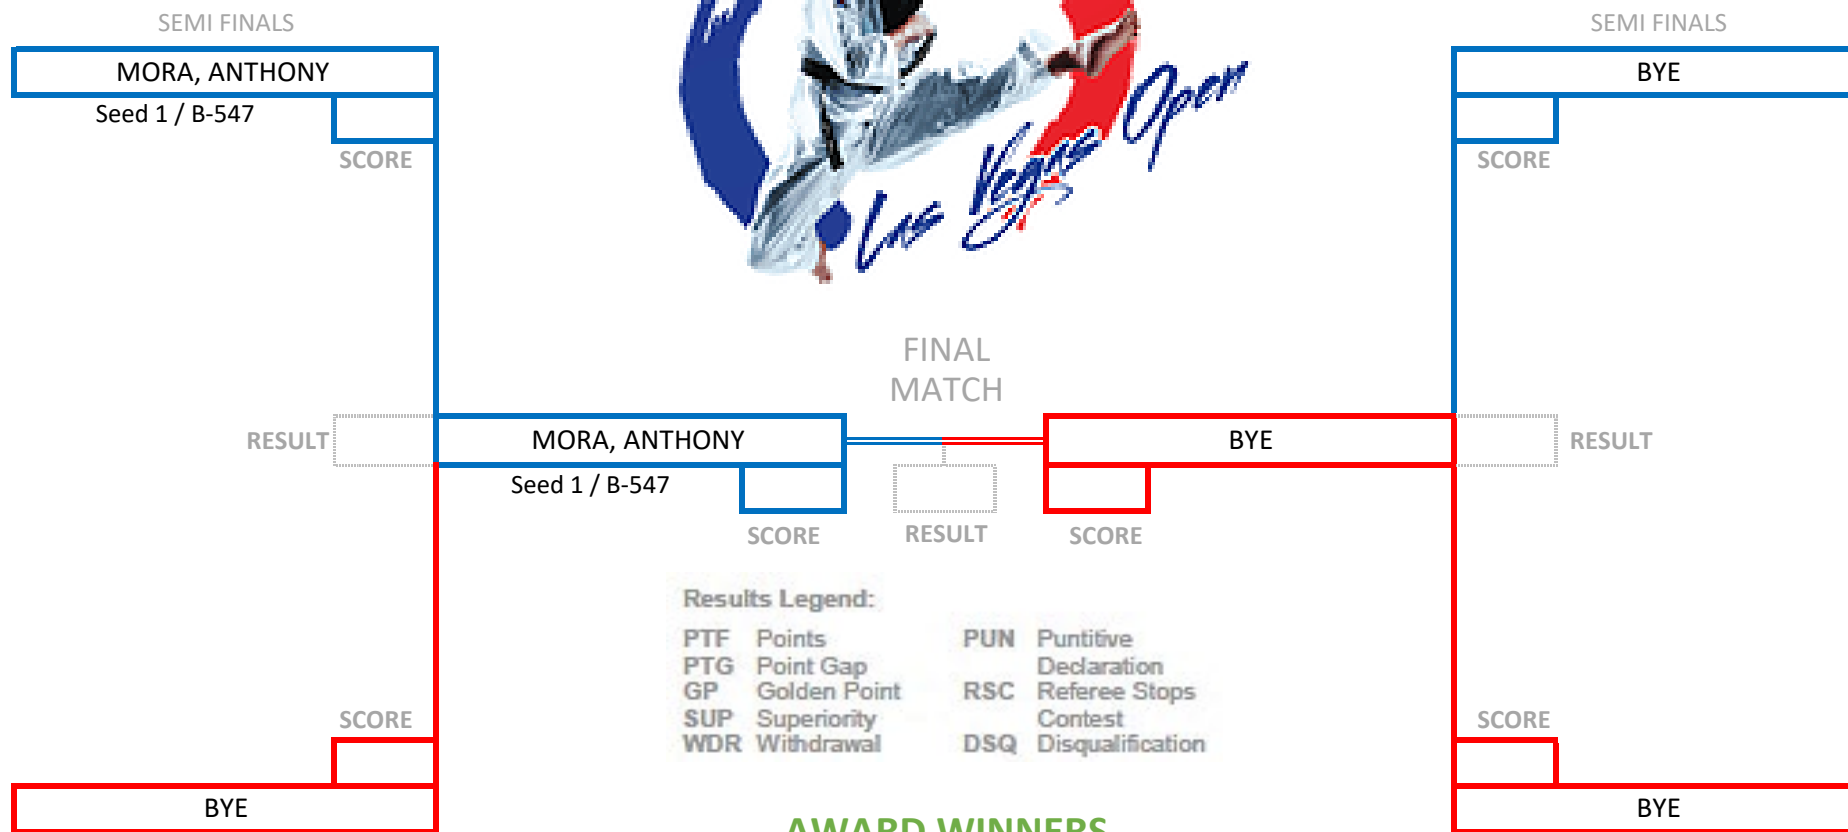 SEMI FINALS
SEMI FINALS
MORA, ANTHONY
BYE
Seed 1 / B-547
SCORE
SCORE
Las Vegas Open
FINAL
MATCH
RESULT
MORA, ANTHONY
BYE
RESULT
Seed 1 / B-547
SCORE
RESULT
SCORE
Results Legend:
PTF Points
PTG Point Gap
GP Golden Point
SUP Superiority
WDR Withdrawal
PUN Puntitive
Declaration
RSC Referee Stops
Contest
DSQ Disqualification
SCORE
SCORE
BYE
BYE
AWARD WINNERS